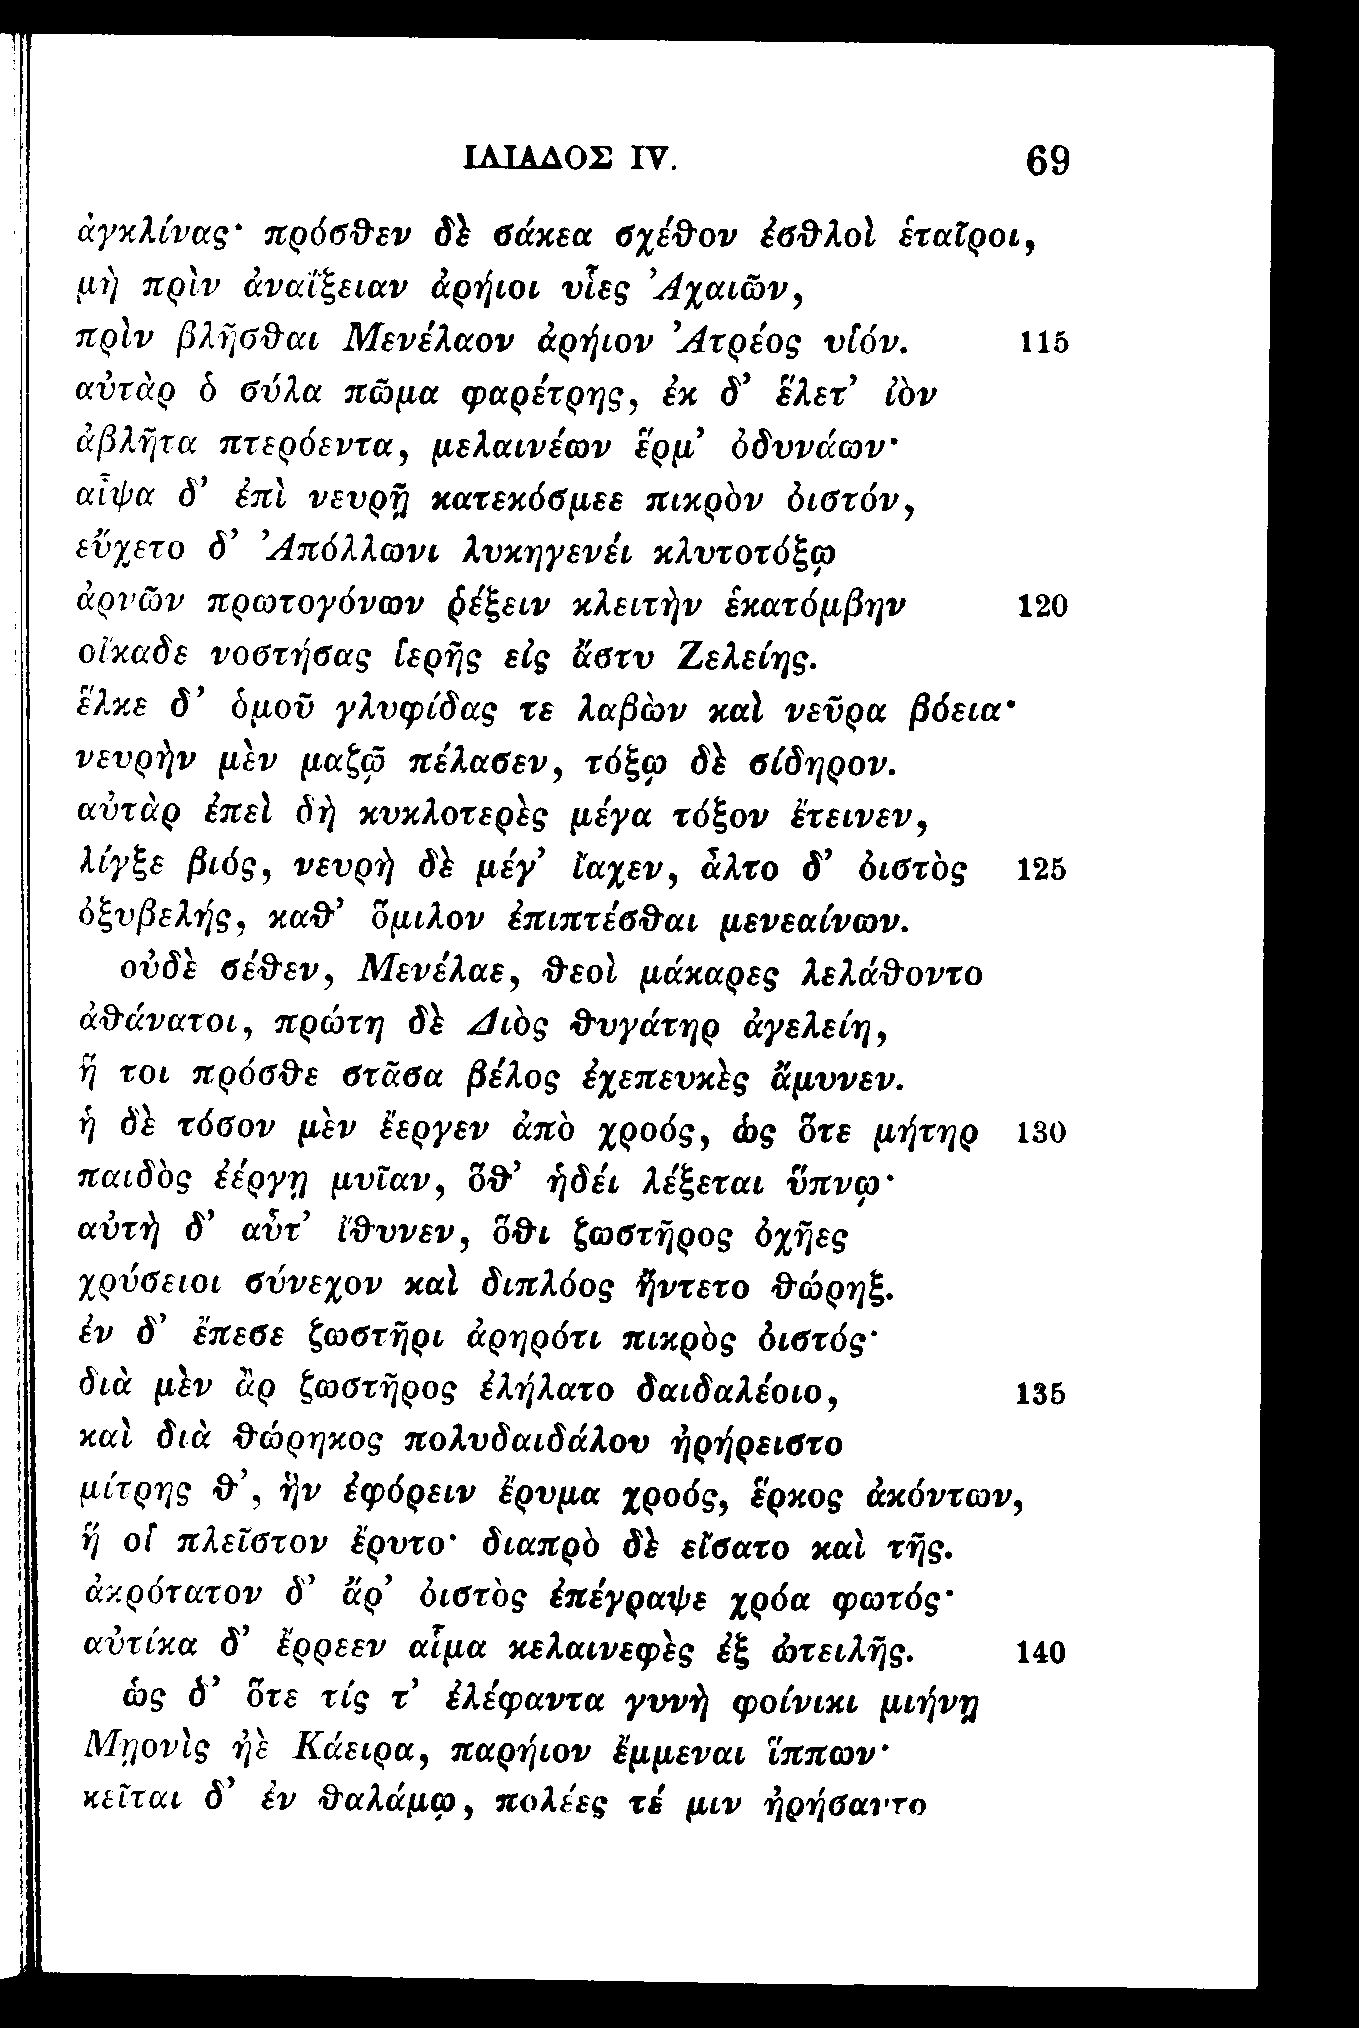 ΙΛΙΑΔΟΣ IV. 69
ἀγκλίνας· πρόσθεν δὲ σάκεα σχέθον ἐσθλοὶ ἑταῖροι,
μὴ πρὶν ἀναΐξειαν ἀρήιοι υἷες Ἀχαιῶν,
πρὶν βλῆσθαι Μενέλαον ἀρήιον Ἀτρέος υἱόν. 115
αὐτὰρ ὁ σύλα πῶμα φαρέτρης, ἐκ δ’ ἕλετ’ ἰὸν
ἀβλῆτα πτερόεντα, μελαινέων ἕρμ’ ὀδυνάων·
αἶψα δ’ ἐπὶ νευρῇ κατεκόσμεε πικρὸν ὀιστόν,
εὔχετο δ’ Ἀπόλλωνι λυκηγενέι κλυτοτόξῳ
ἀρνῶν πρωτογόνων ῥέξειν κλειτὴν ἑκατόμβην 120
οἴκαδε νοστήσας ἱερῆς εἰς ἄστυ Ζελείης.
ἕλκε δ’ ὁμοῦ γλυφίδας τε λαβὼν καὶ νεῦρα βόεια·
νευρὴν μὲν μαζῷ πέλασεν, τόξῳ δὲ σίδηρον.
αὐτὰρ ἐπεὶ δὴ κυκλοτερὲς μέγα τόξον ἔτεινεν,
λίγξε βιός, νευρὴ δὲ μέγ’ ἴαχεν, ἆλτο δ’ ὀιστὸς 125
ὀξυβελής, καθ’ ὅμιλον ἐπιπτέσθαι μενεαίνων.
οὐδὲ σέθεν, Μενέλαε, θεοὶ μάκαρες λελάθοντο
ἀθάνατοι, πρώτη δὲ Διὸς θυγάτηρ ἀγελείη,
ἥ τοι πρόσθε στᾶσα βέλος ἐχεπευκὲς ἄμυνεν.
ἡ δὲ τόσον μὲν ἔεργεν ἀπὸ χροός, ὡς ὅτε μήτηρ 130
παιδὸς ἐέργῃ μυῖαν, ὅθ’ ἡδέι λέξεται ὕπνῳ·
αὐτὴ δ’ αὖτ’ ἴθυνεν, ὅθι ζωστῆρος ὀχῆες
χρύσειοι σύνεχον καὶ διπλόος ἤντετο θώρηξ.
ἐν δ’ ἔπεσε ζωστῆρι ἀρηρότι πικρὸς ὀιστός·
διὰ μὲν ἂρ ζωστῆρος ἐλήλατο δαιδαλέοιο, 135
καὶ διὰ θώρηκος πολυδαιδάλου ἠρήρειστο
μίτρης θ’, ἣν ἐφόρειν ἔρυμα χροός, ἕρκος ἀκόντων,
ἥ οἱ πλεῖστον ἔρυτο· διαπρὸ δὲ εἴσατο καὶ τῆς.
ἀκρότατον δ’ ἄρ’ ὀιστὸς ἐπέγραψε χρόα φωτός·
αὐτίκα δ’ ἔρρεεν αἷμα κελαινεφὲς ἐξ ὠτειλῆς. 140
ὡς δ’ ὅτε τίς τ’ ἐλέφαντα γυνὴ φοίνικι μιήνῃ
Μῃονὶς ἠὲ Κάειρα, παρήιον ἔμμεναι ἵππων·
κεῖται δ’ ἐν θαλάμῳ, πολέες τέ μιν ἠρήσαντο